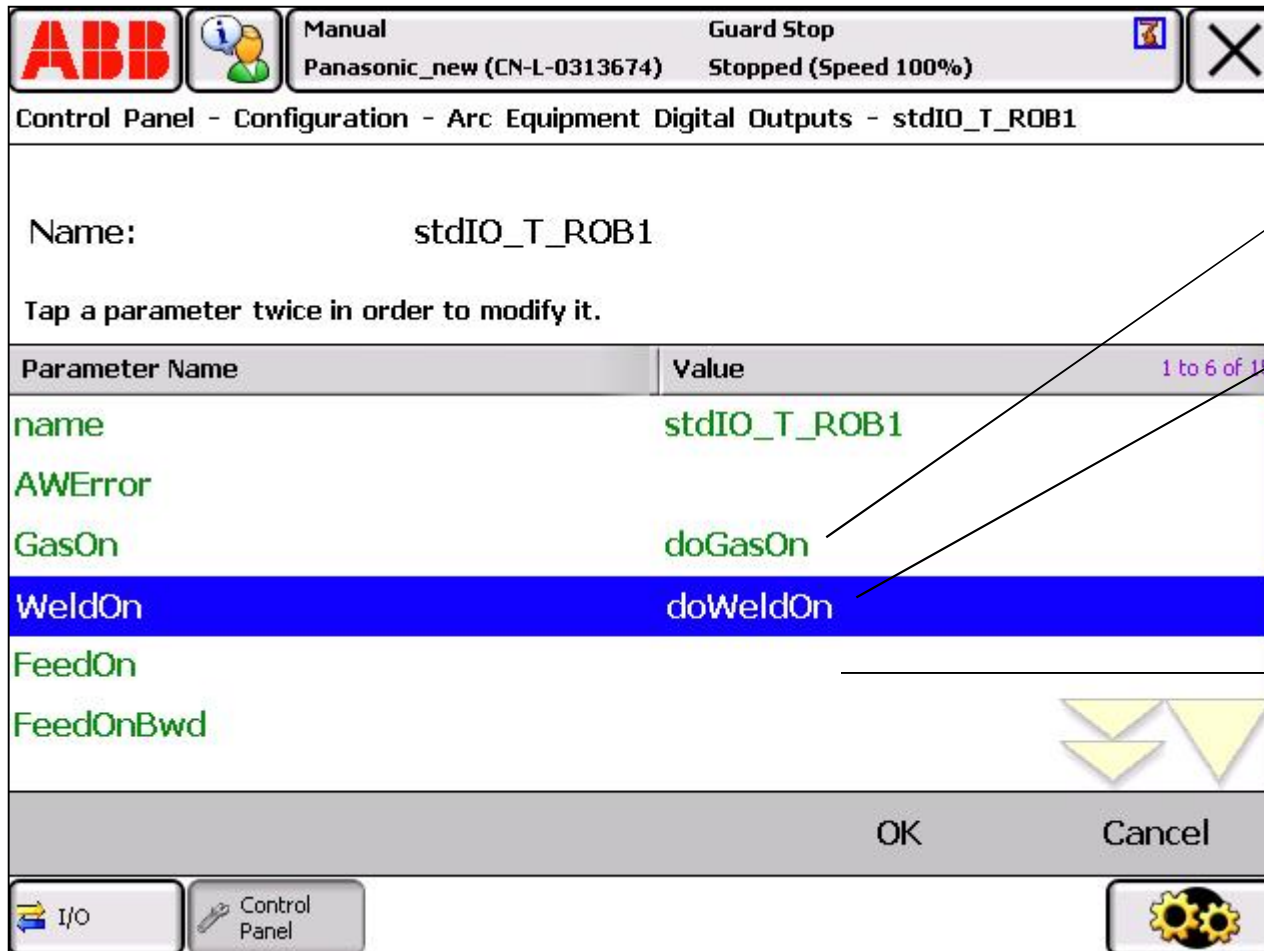 ABB
Manual Guard Stop
Panasonic_new (CN-L-0313674) Stopped (Speed 100%)
Control Panel - Configuration - Arc Equipment Digital Outputs - stdIO_T_ROB1
Name: stdIO_T_ROB1
Tap a parameter twice in order to modify it.
Parameter Name Value 1 to 6 of
name stdIO_T_ROB1
AWError
GasOn doGasOn
WeldOn doWeldOn
FeedOn
FeedOnBwd
OK Cancel
I/O Control
Panel